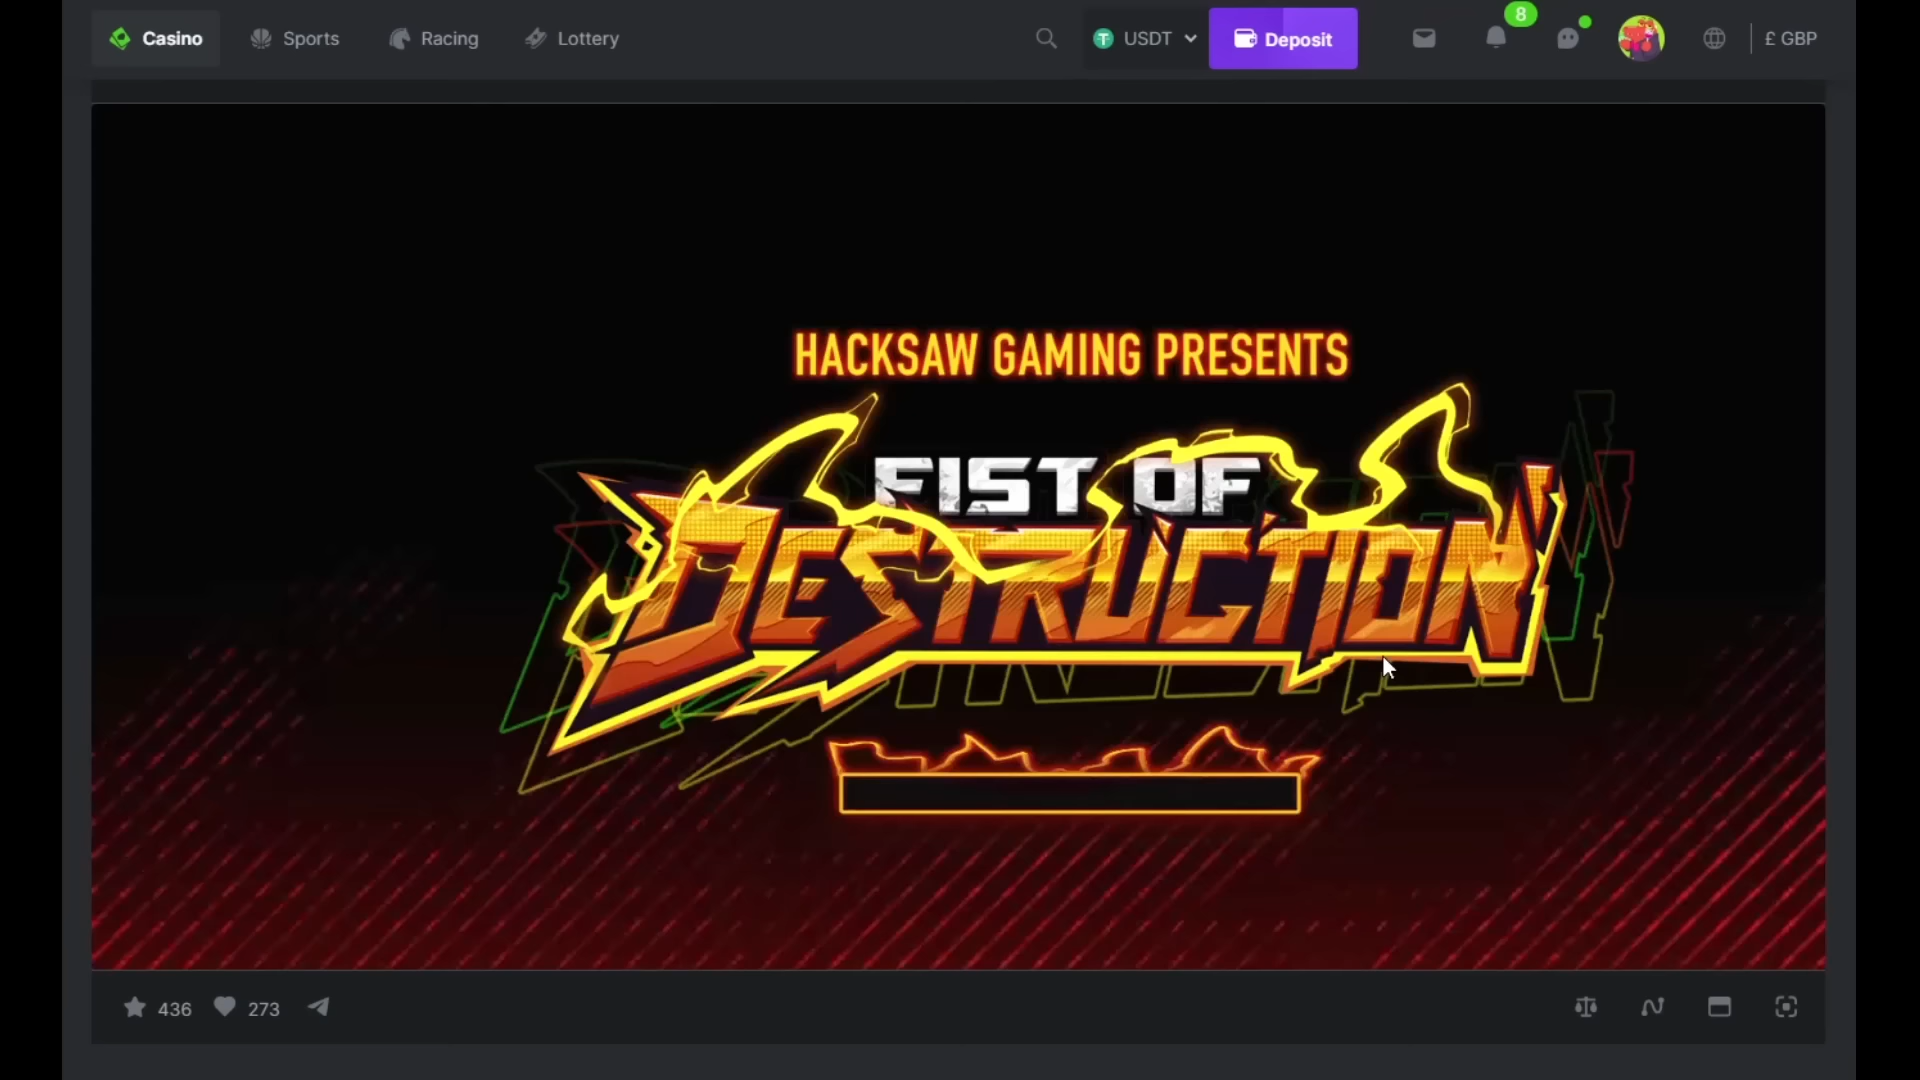 Casino Sports Racing Lottery USDT Deposit 8 £ GBP
HACKSAW GAMING PRESENTS
FIST OF
DESTRUCTION
436 273